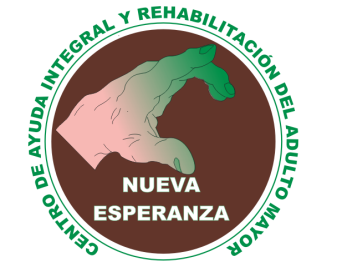 CENTRO DE AYUDA INTEGRAL Y REHABILITACIÓN DEL ADULTO MAYOR
NUEVA
ESPERANZA